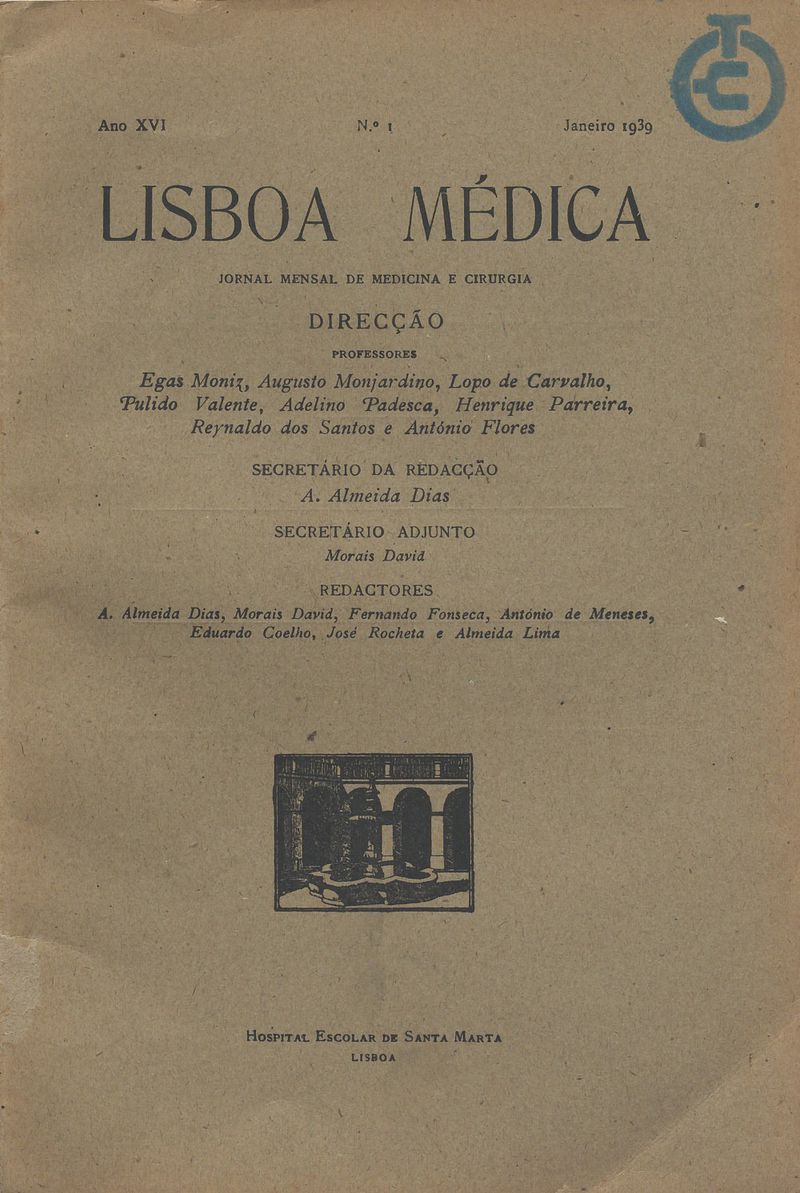 Ano XVI N.º 1 Janeiro 1939
LISBOA MÉDICA
JORNAL MENSAL DE MEDICINA E CIRURGIA
DIRECÇÃO
PROFESSORES
Egas Moniz, Augusto Monjardino, Lopo de Carvalho,
Pulido Valente, Adelino Padesca, Henrique Parreira,
Reynaldo dos Santos e António Flores
SECRETÁRIO DA REDACÇÃO
A. Almeida Dias
SECRETÁRIO ADJUNTO
Morais David
REDACTORES
A. Almeida Dias, Morais David, Fernando Fonseca, António de Meneses,
Eduardo Coelho, José Rocheta e Almeida Lima
HOSPITAL ESCOLAR DE SANTA MARTA
LISBOA